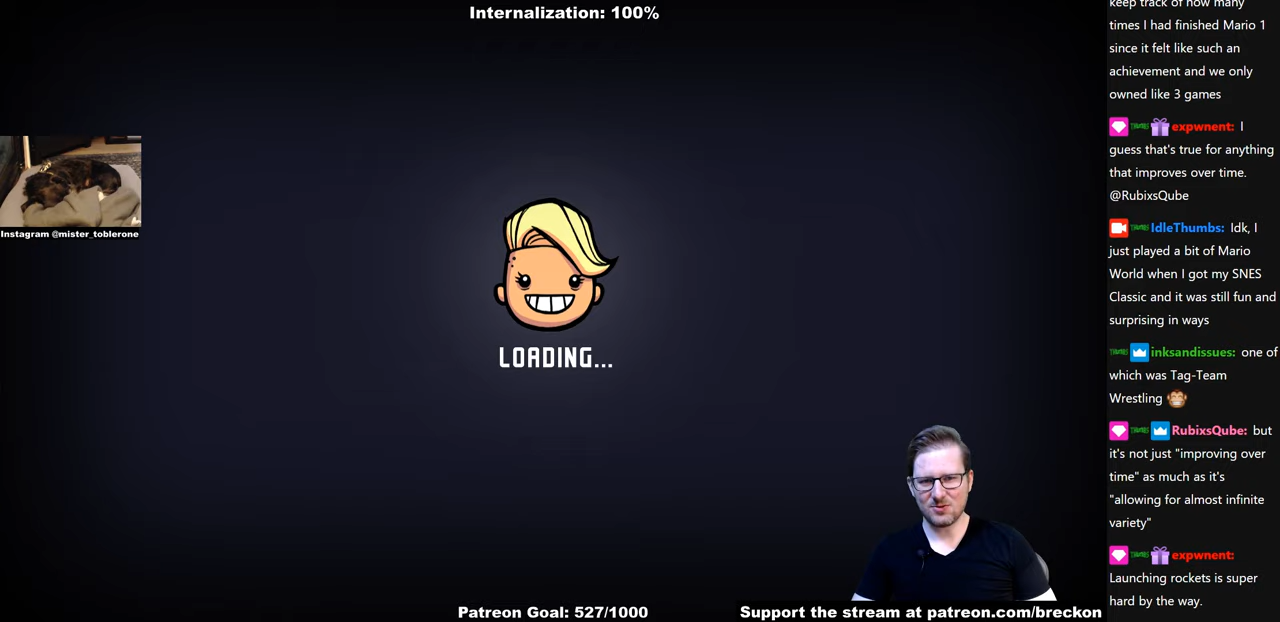 Internalization: 100%
Instagram @mister_toblerone
LOADING...
Patreon Goal: 527/1000
Support the stream at patreon.com/breckon
keep track of how many
times I had finished Mario 1
since it felt like such an
achievement and we only
owned like 3 games
expwnent: I
guess that's true for anything
that improves over time.
@RubixsQube
IdleThumbs: Idk, I
just played a bit of Mario
World when I got my SNES
Classic and it was still fun and
surprising in ways
inksandissues: one of
which was Tag-Team
Wrestling
RubixsQube: but
it's not just "improving over
time" as much as it's
"allowing for almost infinite
variety"
expwnent:
Launching rockets is super
hard by the way.